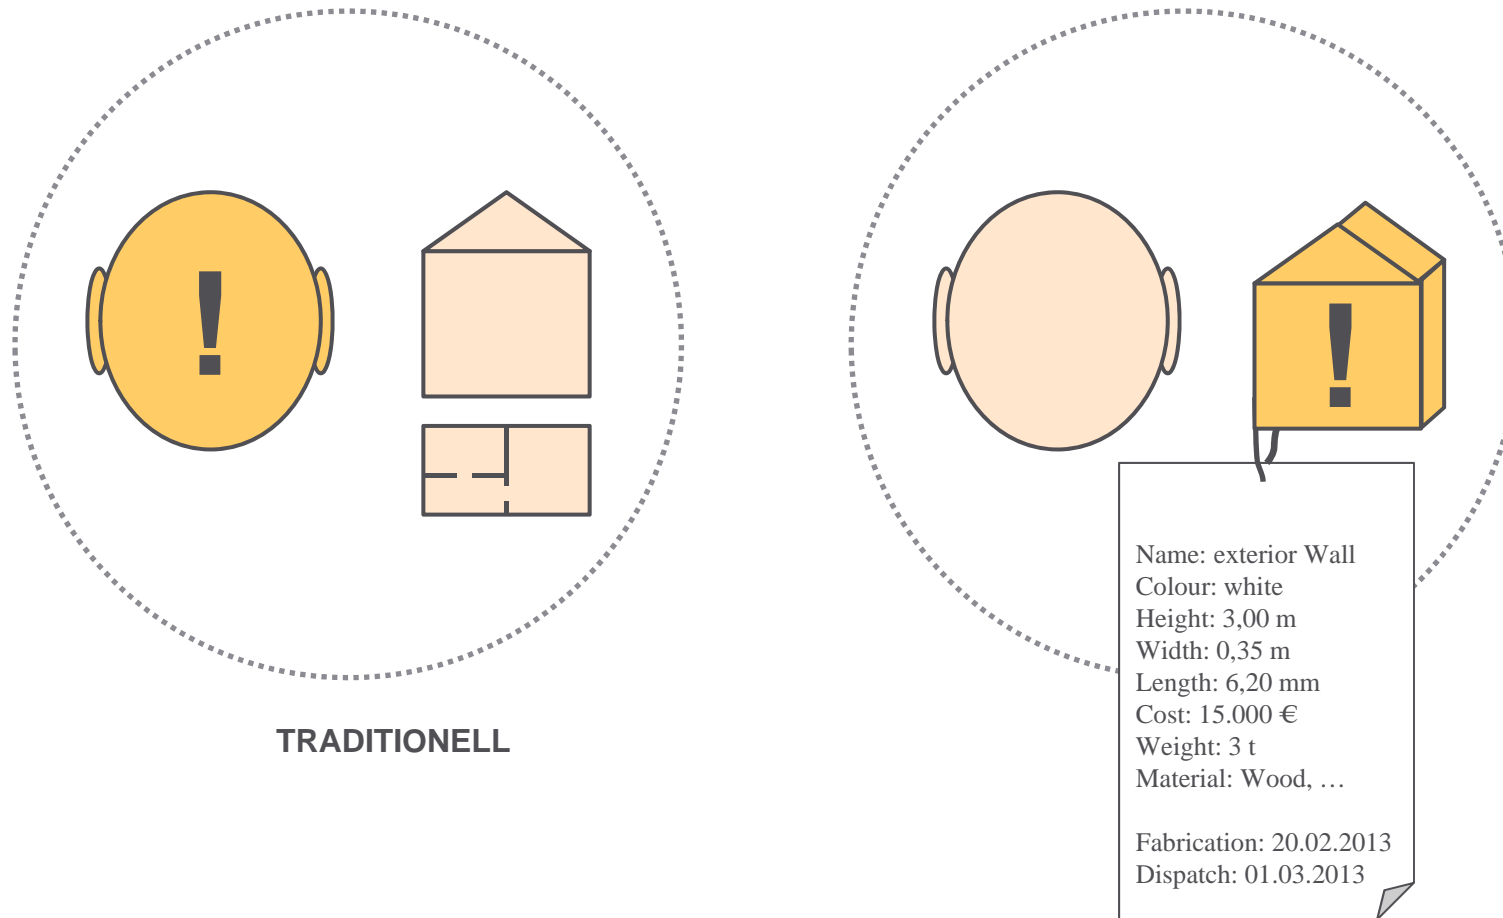 !
!
Name: exterior Wall
Colour: white
Height: 3,00 m
Width: 0,35 m
Length: 6,20 mm
Cost: 15.000 €
Weight: 3 t
Material: Wood, …
Fabrication: 20.02.2013
Dispatch: 01.03.2013
TRADITIONELL